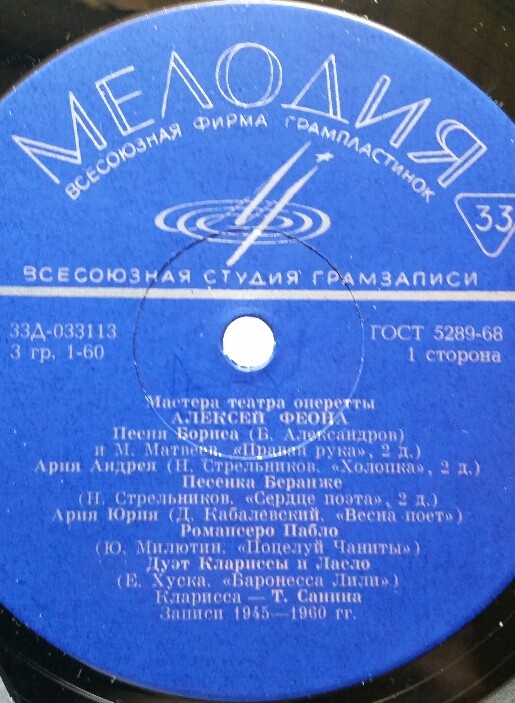 МЕЛОДИЯ
ВСЕСОЮЗНАЯ ФИРМА ГРАМПЛАСТИНОК
33
ВСЕСОЮЗНАЯ СТУДИЯ ГРАМЗАПИСИ
33Д-033113
ГОСТ 5289-68
3 гр. 1-60
1 сторона
Мастера театра оперетты
АЛЕКСЕЙ ФЕОНА
Песня Бориса (Б. Александров)
и М. Матвеев, «Правая рука», 2 д.)
Ария Андрея (Н. Стрельников, «Холопка», 2 д.)
Песенка Беранже
(Н. Стрельников, «Сердце поэта», 2 д.)
Ария Юрия (Д. Кабалевский, «Весна поет»)
Романсеро Пабло
(Ю. Милютин, «Поцелуй Чаниты»)
Дуэт Клариссы и Ласло
(Е. Хуска, «Баронесса Лили»)
Кларисса — Т. Санина
Записи 1945—1960 гг.